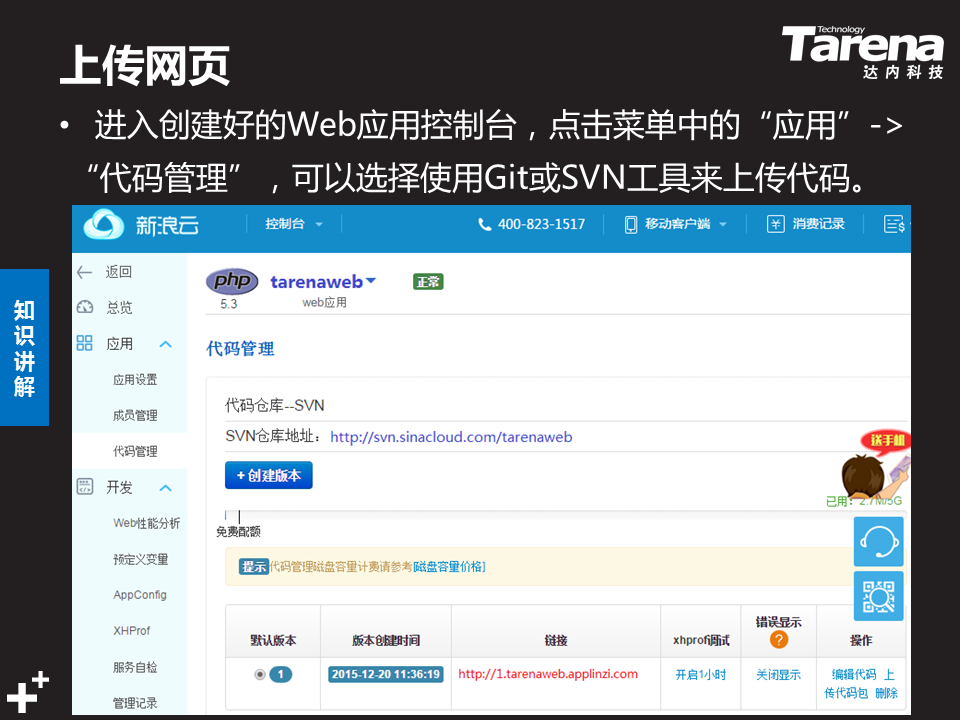 Technology
Tarena
达内科技
上传网页
• 进入创建好的Web应用控制台，点击菜单中的“应用”->
“代码管理”，可以选择使用Git或SVN工具来上传代码。
知识讲解
新浪云 控制台 400-823-1517 移动客户端 消费记录
返回
总览
应用
应用设置
成员管理
代码管理
开发
Web性能分析
预定义变量
AppConfig
XHProf
服务自检
管理记录
php tarenaweb 正常
5.3 web应用
代码管理
代码仓库--SVN
SVN仓库地址： http://svn.sinacloud.com/tarenaweb
+ 创建版本
送手机
已用：2.7M/5G
免费配额
提示 代码管理磁盘容量计费请参考[磁盘容量价格]
默认版本 版本创建时间 链接 xhprof调试 错误显示 ? 操作
1 2015-12-20 11:36:19 http://1.tarenaweb.applinzi.com 开启1小时 关闭显示 编辑代码 上
传代码包 删除